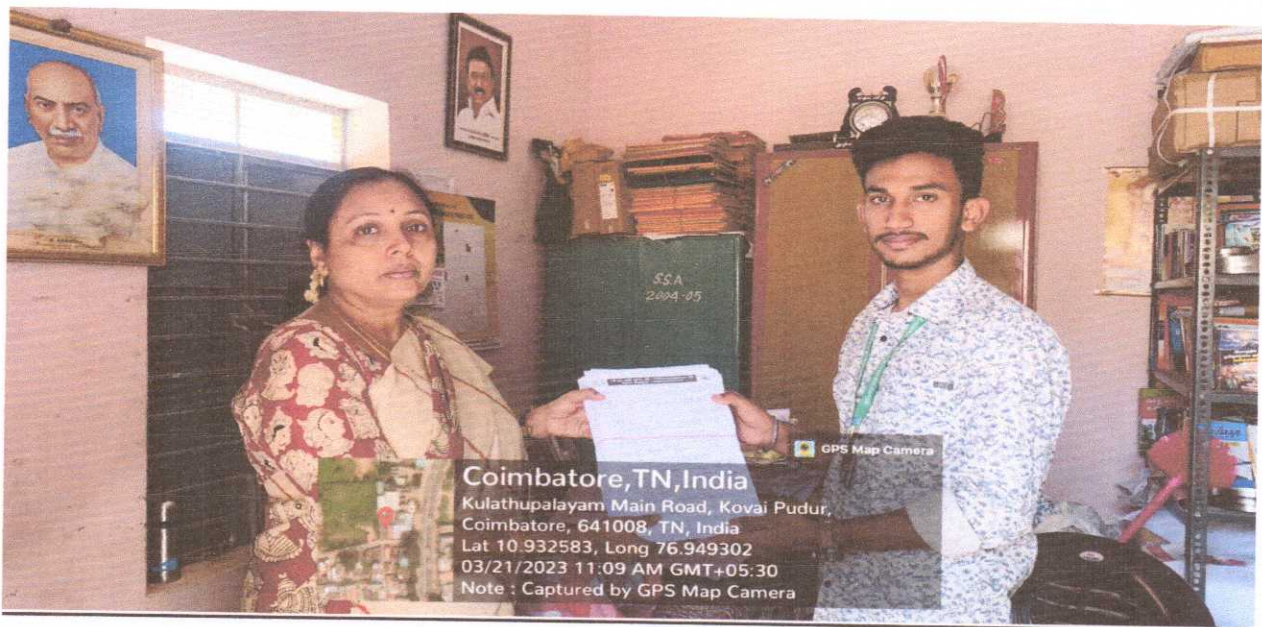 S.S.A
2004-05
GPS Map Camera
Coimbatore,TN,India
Kulathupalayam Main Road, Kovai Pudur,
Coimbatore, 641008, TN, India
Lat 10.932583, Long 76.949302
03/21/2023 11:09 AM GMT+05:30
Note : Captured by GPS Map Camera